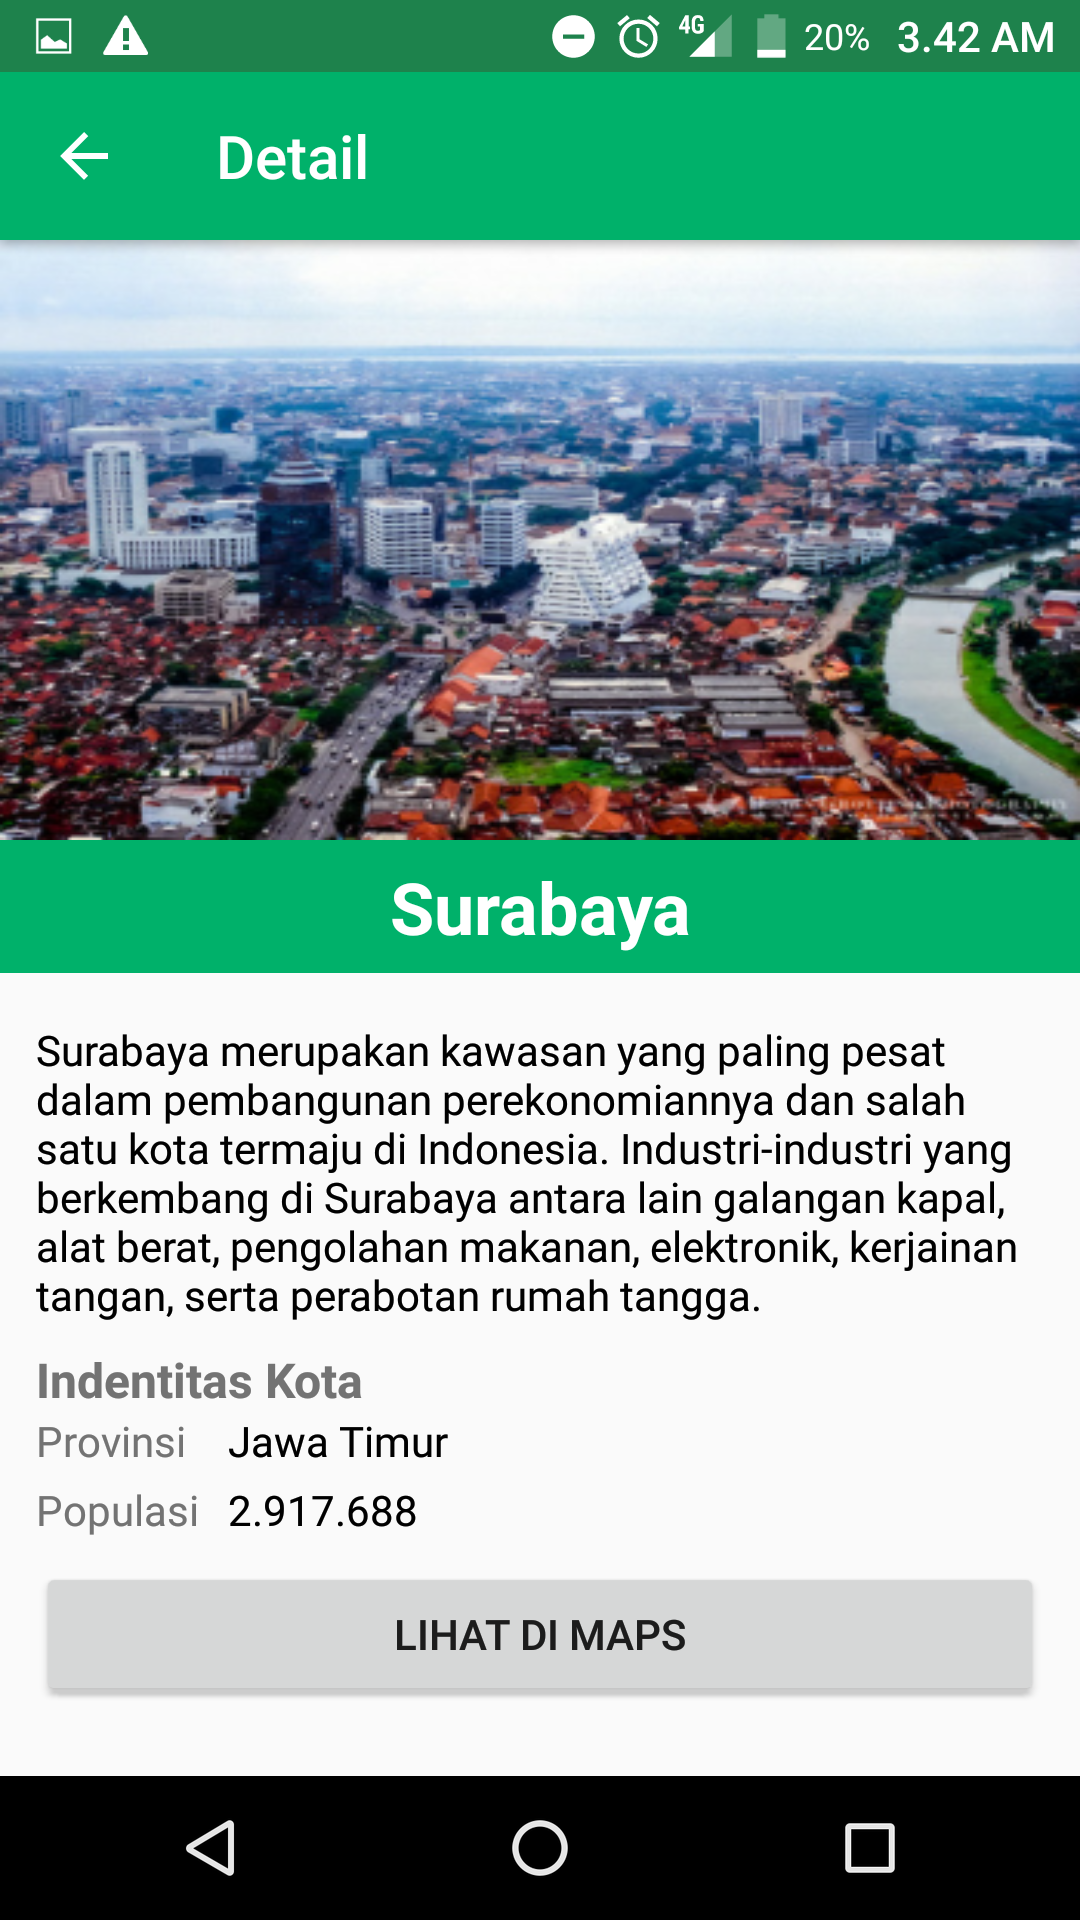 4G 20% 3.42 AM
Detail
Surabaya
Surabaya merupakan kawasan yang paling pesat
dalam pembangunan perekonomiannya dan salah
satu kota termaju di Indonesia. Industri-industri yang
berkembang di Surabaya antara lain galangan kapal,
alat berat, pengolahan makanan, elektronik, kerjainan
tangan, serta perabotan rumah tangga.
Indentitas Kota
Provinsi Jawa Timur
Populasi 2.917.688
LIHAT DI MAPS